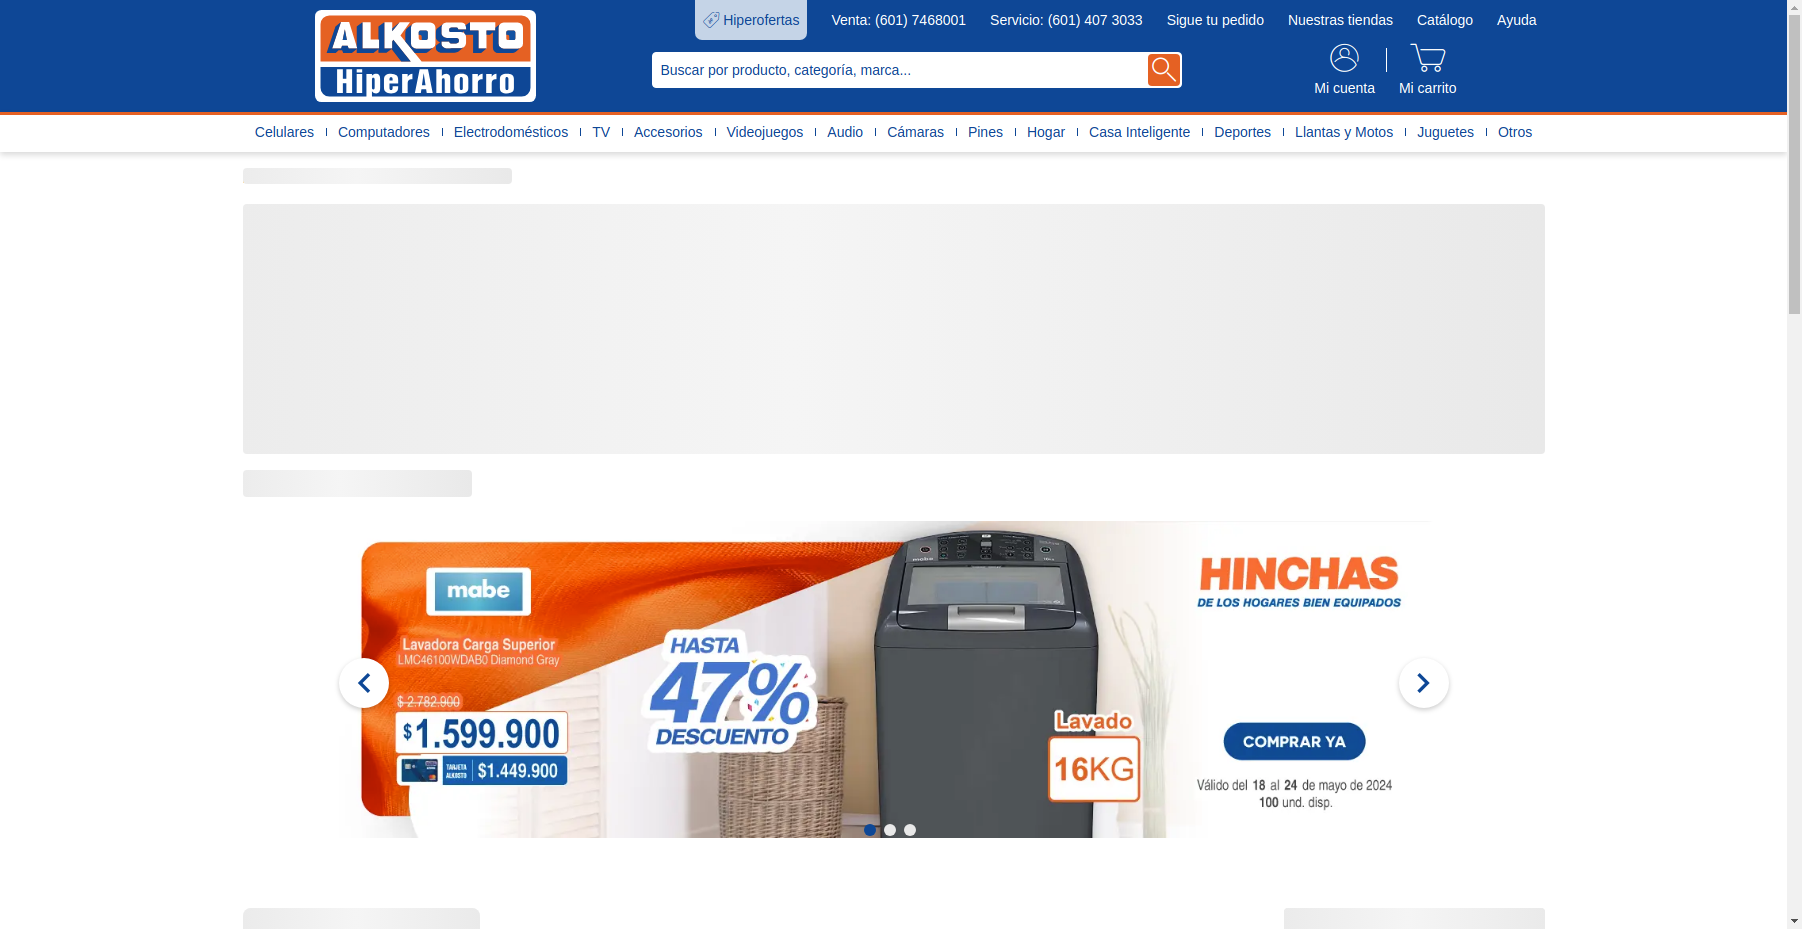 ALKOSTO
HiperAhorro
Hiperofertas
Venta: (601) 7468001
Servicio: (601) 407 3033
Sigue tu pedido
Nuestras tiendas
Catálogo
Ayuda
Buscar por producto, categoría, marca...
Mi cuenta
Mi carrito
Celulares
Computadores
Electrodomésticos
TV
Accesorios
Videojuegos
Audio
Cámaras
Pines
Hogar
Casa Inteligente
Deportes
Llantas y Motos
Juguetes
Otros
mabe
Lavadora Carga Superior
LMC46100WDAB0 Diamond Gray
$ 2.782.900
$1.599.900
TARJETA
ALKOSTO
$1.449.900
HASTA
47%
DESCUENTO
mabe
Lavado
16KG
HINCHAS
DE LOS HOGARES BIEN EQUIPADOS
COMPRAR YA
Válido del 18 al 24 de mayo de 2024
100 und. disp.